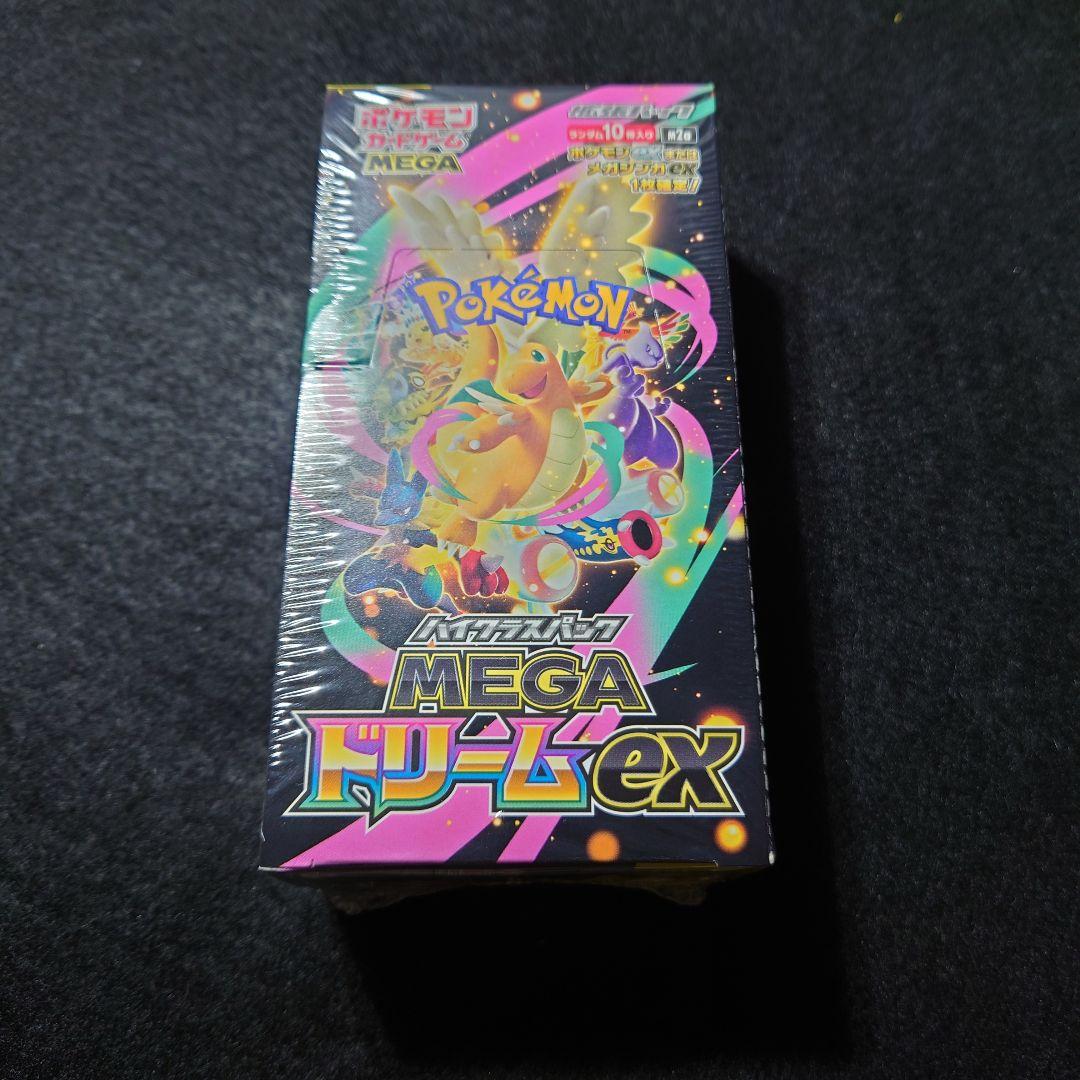 ポケモン
カードゲーム
MEGA
拡張パック
ランダム10枚入り m2a
ポケモンexまたは
メガシンカex
1枚確定!
POKéMON
ハイクラスパック
MEGA
ドリームex